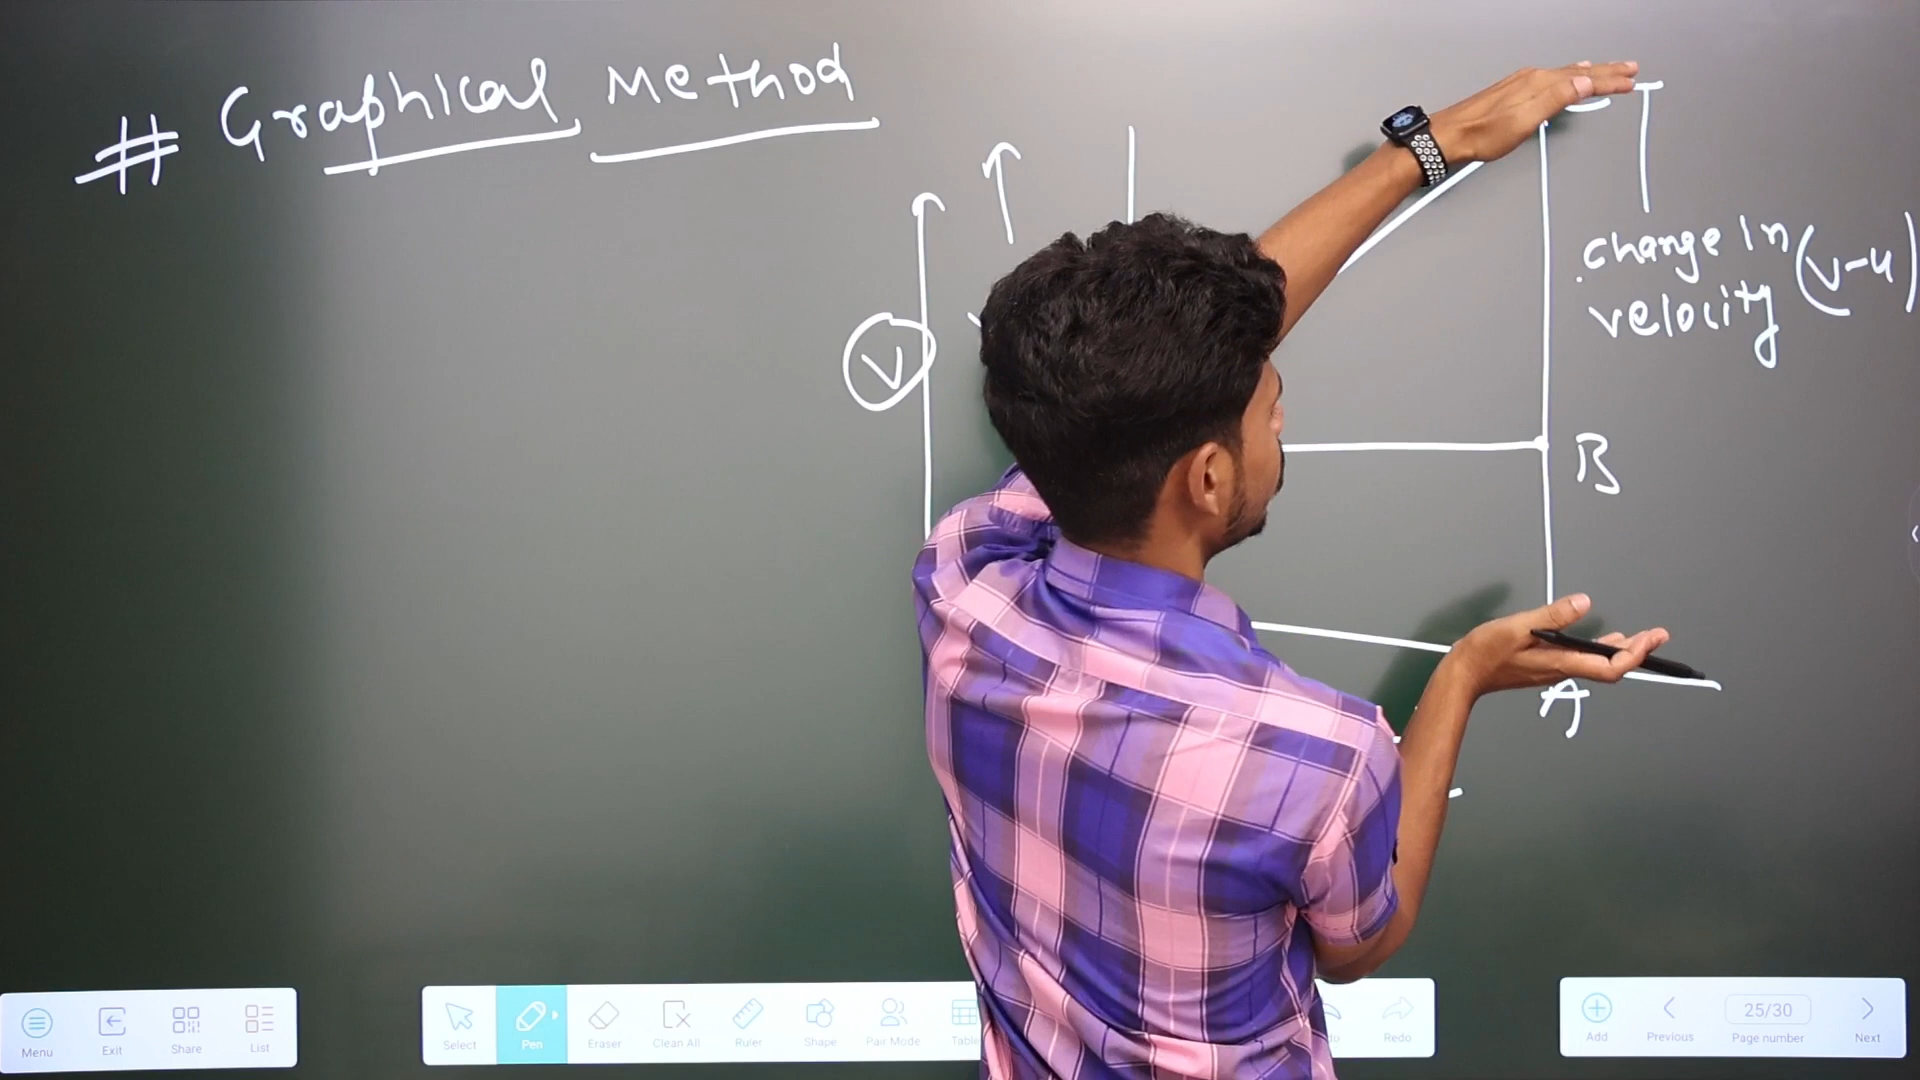 # Graphical Method
V
change in (v-u)
velocity
B
A
Menu
Exit
Share
List
Select
Pen
Eraser
Clean All
Ruler
Shape
Pair Mode
Table
Redo
Add
Previous
25/30
Page number
Next